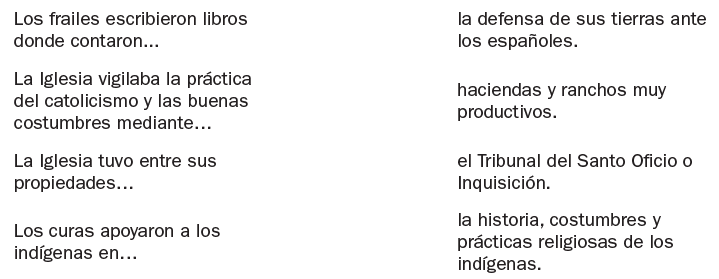 Los frailes escribieron libros
donde contaron...
La Iglesia vigilaba la práctica
del catolicismo y las buenas
costumbres mediante...
La Iglesia tuvo entre sus
propiedades...
Los curas apoyaron a los
indígenas en...
la defensa de sus tierras ante
los españoles.
haciendas y ranchos muy
productivos.
el Tribunal del Santo Oficio o
Inquisición.
la historia, costumbres y
prácticas religiosas de los
indígenas.